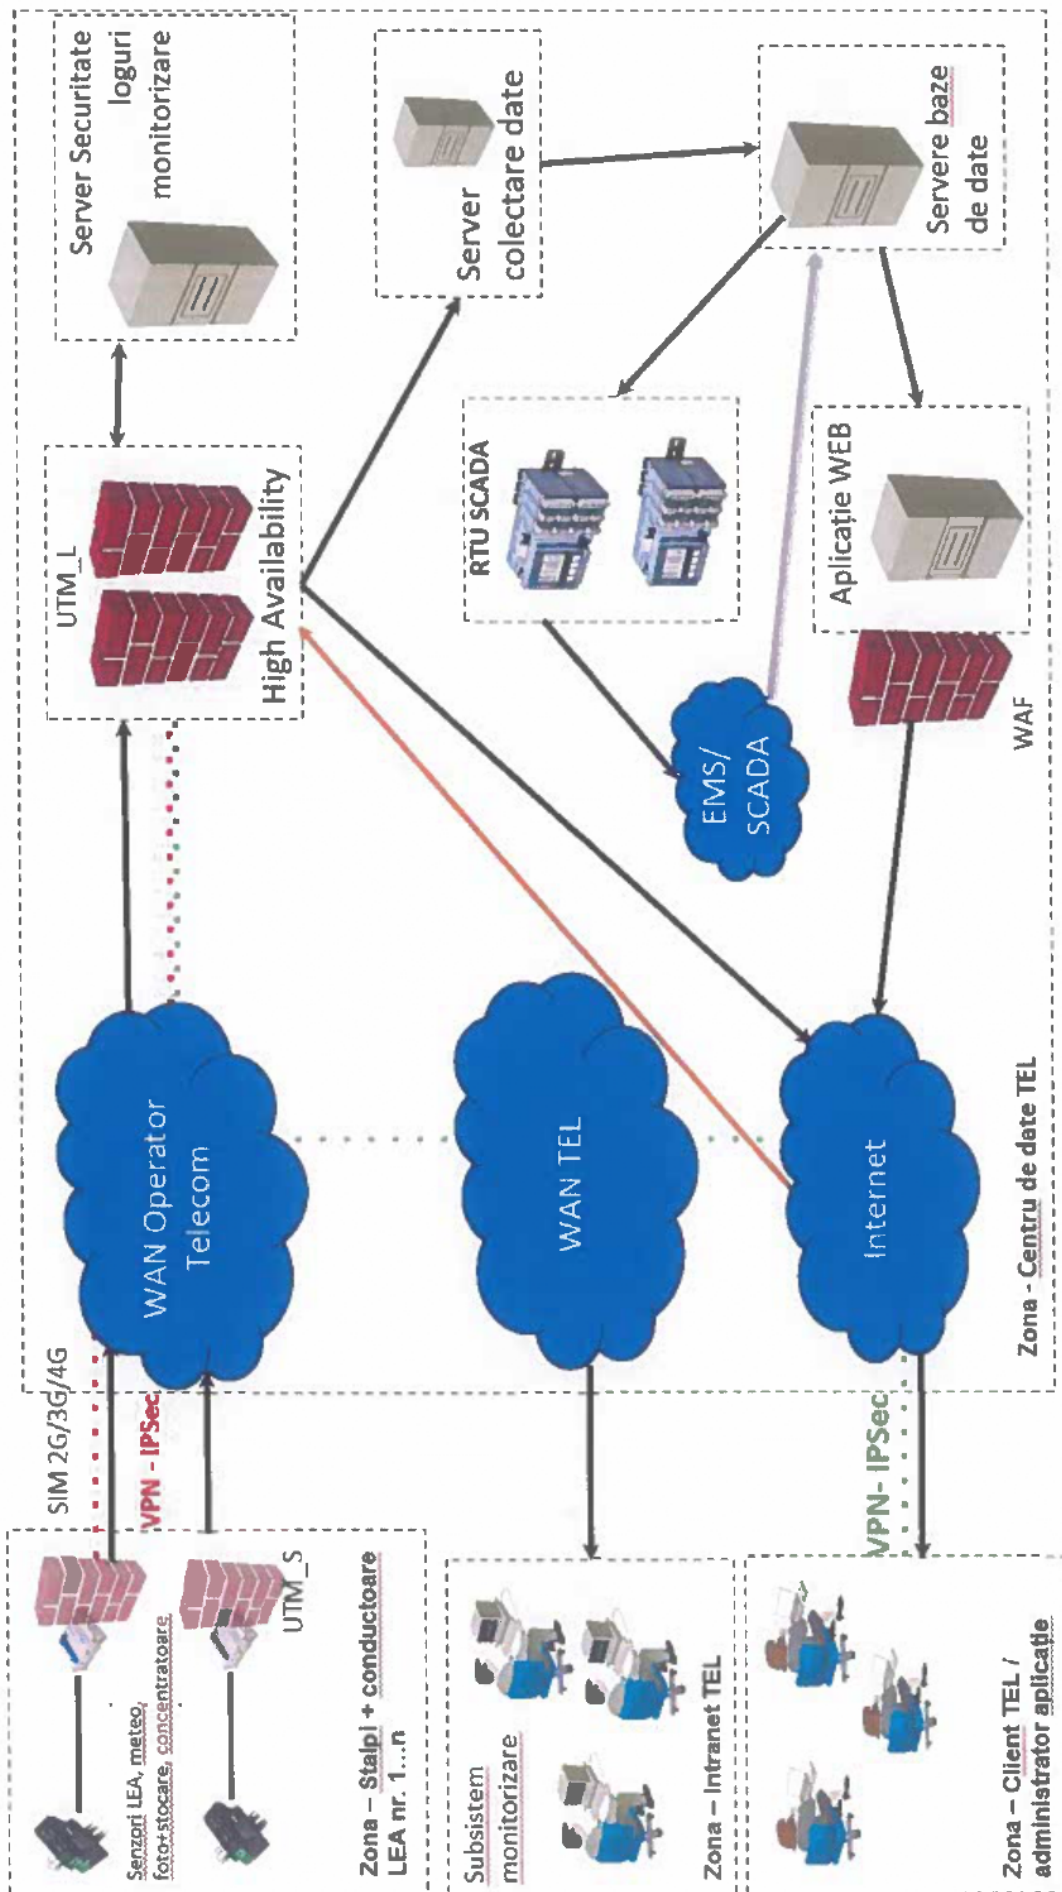 SIM 2G/3G/4G
VPN - IPSec
Senzori LEA, meteo,
foto+stocare, concentratoare
UTM_S
Zona – Stalpi + conductoare
LEA nr. 1...n
WAN Operator
Telecom
UTM_L
High Availability
Server Securitate
loguri
monitorizare
Server
colectare date
Servere baze
de date
RTU SCADA
EMS/
SCADA
Aplicație WEB
WAF
WAN TEL
Internet
Zona - Centru de date TEL
Subsistem
monitorizare
Zona – Intranet TEL
VPN- IPSec
Zona – Client TEL /
administrator aplicație